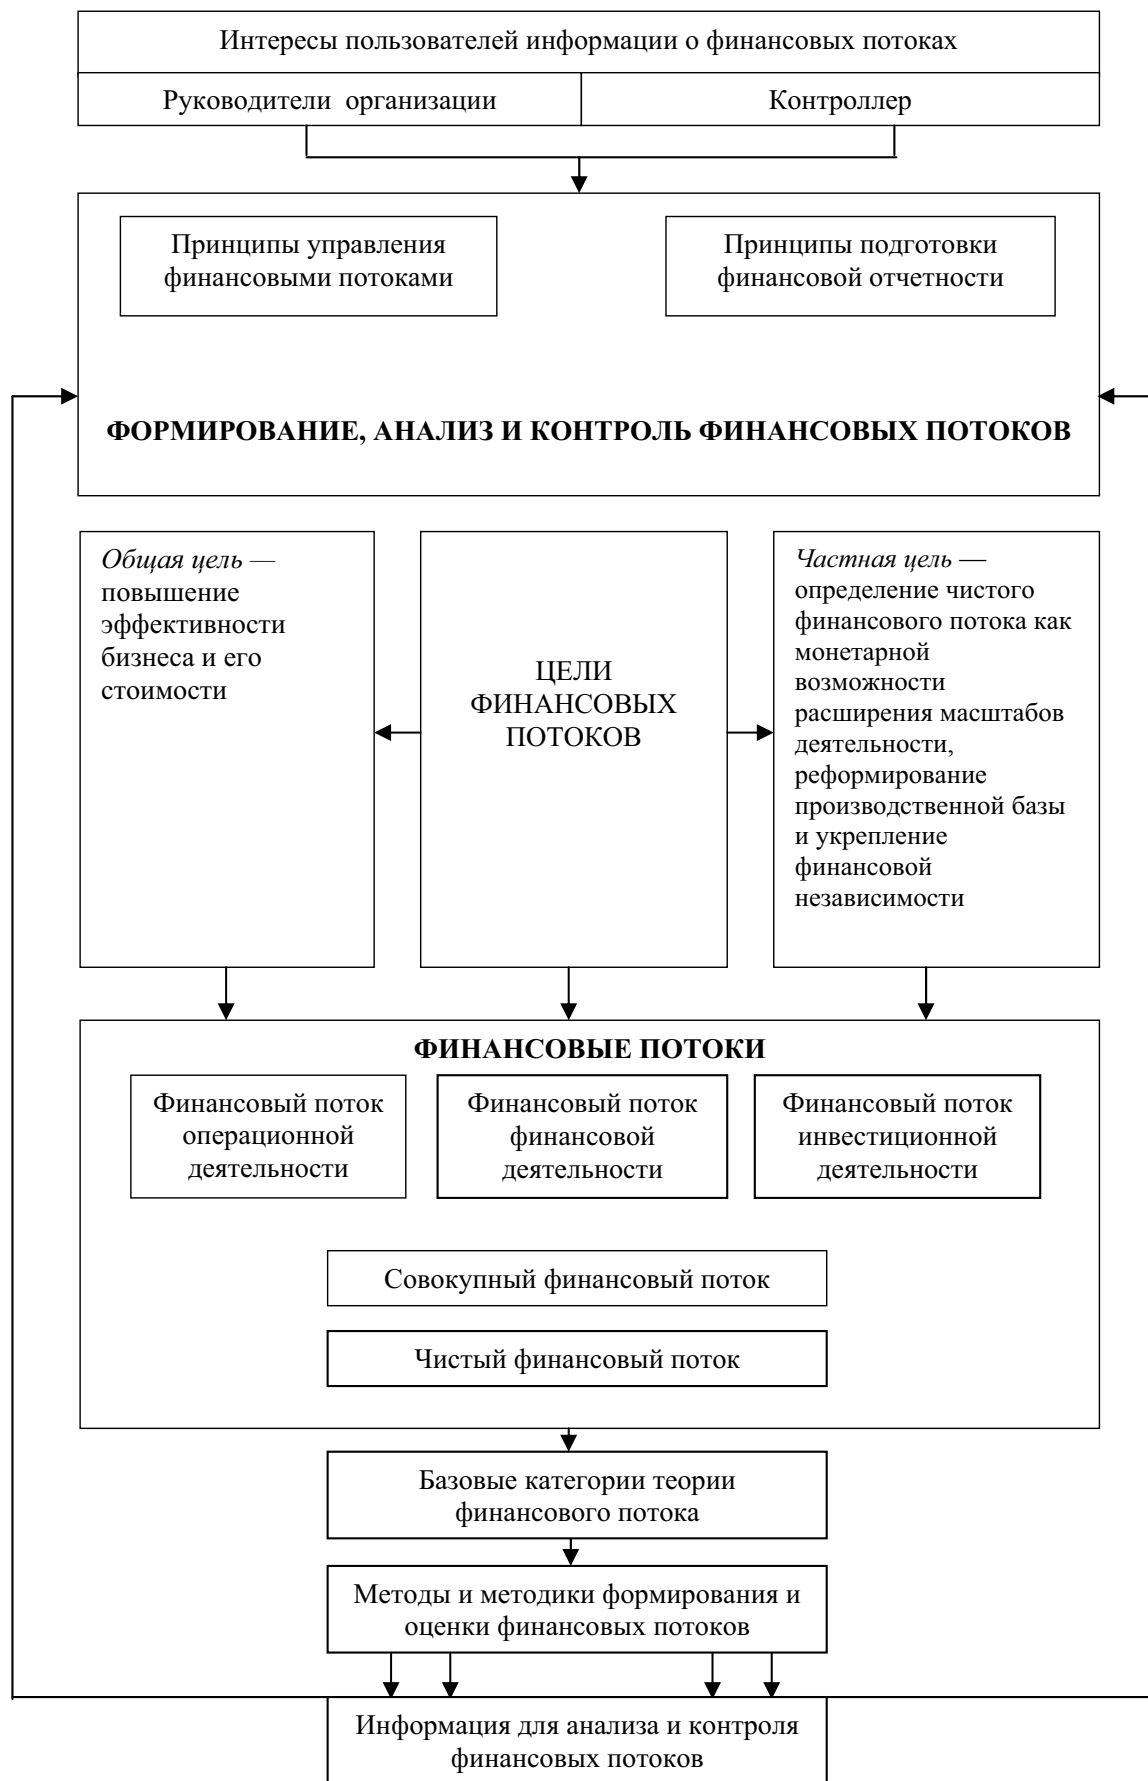 Интересы пользователей информации о финансовых потоках
Руководители организации
Контроллер
Принципы управления
финансовыми потоками
Принципы подготовки
финансовой отчетности
ФОРМИРОВАНИЕ, АНАЛИЗ И КОНТРОЛЬ ФИНАНСОВЫХ ПОТОКОВ
Общая цель —
повышение
эффективности
бизнеса и его
стоимости
ЦЕЛИ
ФИНАНСОВЫХ
ПОТОКОВ
Частная цель —
определение чистого
финансового потока как
монетарной
возможности
расширения масштабов
деятельности,
реформирование
производственной базы
и укрепление
финансовой
независимости
ФИНАНСОВЫЕ ПОТОКИ
Финансовый поток
операционной
деятельности
Финансовый поток
финансовой
деятельности
Финансовый поток
инвестиционной
деятельности
Совокупный финансовый поток
Чистый финансовый поток
Базовые категории теории
финансового потока
Методы и методики формирования и
оценки финансовых потоков
Информация для анализа и контроля
финансовых потоков